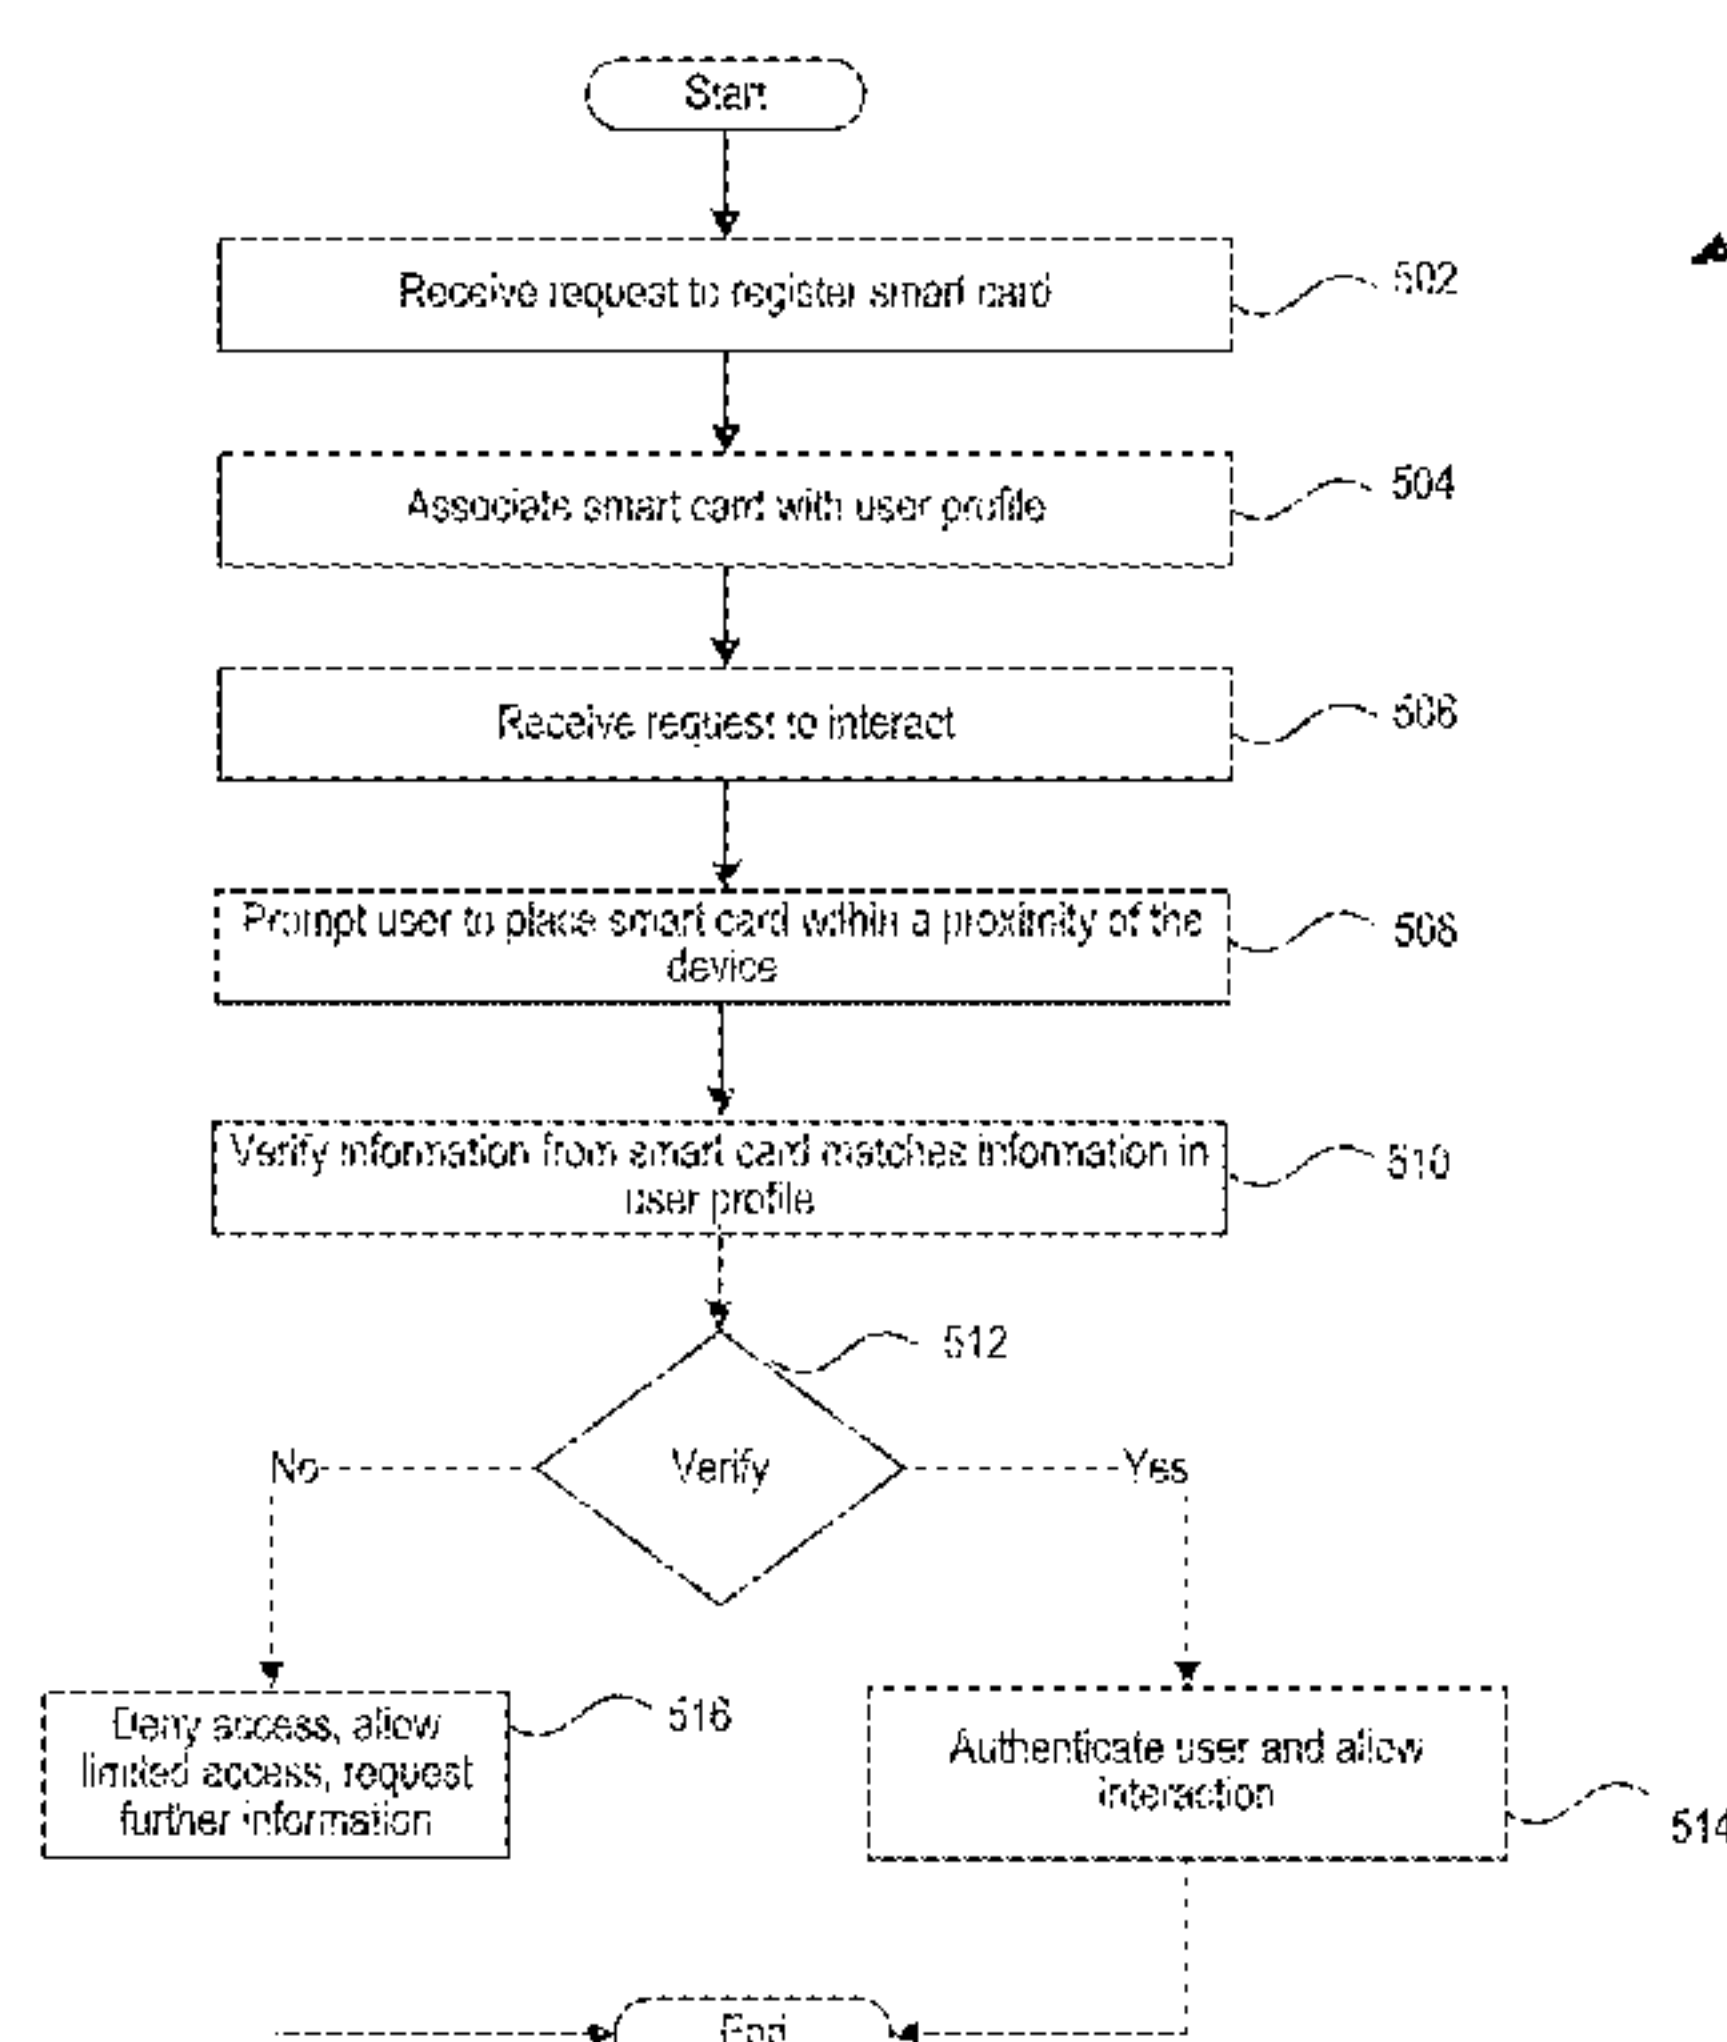 Start
Receive request to register smart card
502
Associate smart card with user profile
504
Receive request to interact
506
Prompt user to place smart card within a proximity of the
device
508
Verify information from smart card matches information in
user profile
510
512
No
Verify
Yes
Deny access, allow
limited access, request
further information
516
Authenticate user and allow
interaction
514
End